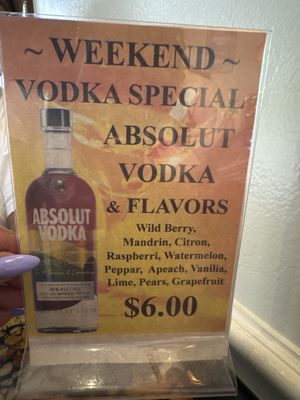 ~ WEEKEND ~
VODKA SPECIAL
ABSOLUT
VODKA
& FLAVORS
Wild Berry,
Mandrin, Citron,
Raspberri, Watermelon,
Peppar, Apeach, Vanilia,
Lime, Pears, Grapefruit
$6.00
ABSOLUT
VODKA